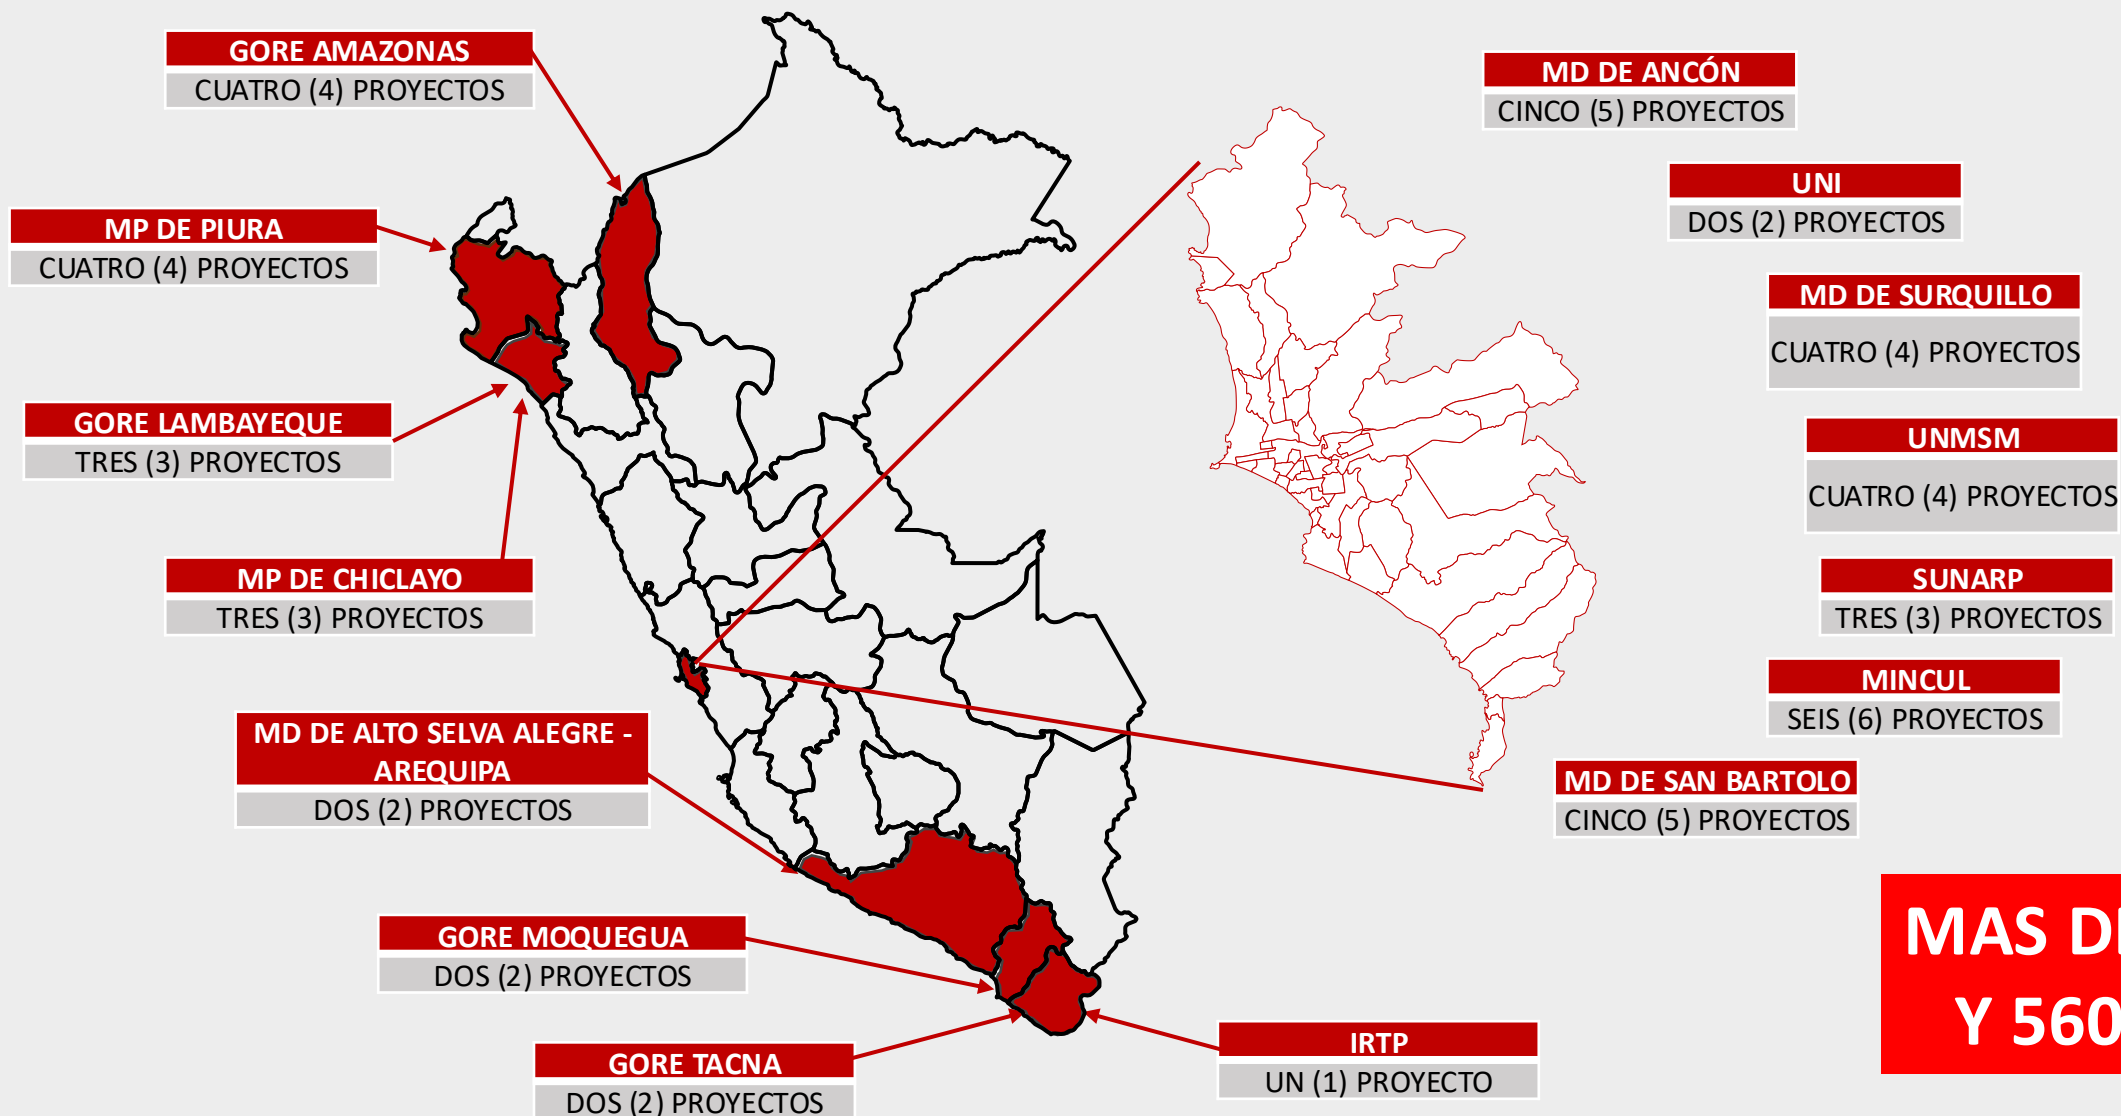 GORE AMAZONAS
CUATRO (4) PROYECTOS
MP DE PIURA
CUATRO (4) PROYECTOS
GORE LAMBAYEQUE
TRES (3) PROYECTOS
MP DE CHICLAYO
TRES (3) PROYECTOS
MD DE ALTO SELVA ALEGRE -
AREQUIPA
DOS (2) PROYECTOS
GORE MOQUEGUA
DOS (2) PROYECTOS
GORE TACNA
DOS (2) PROYECTOS
IRTP
UN (1) PROYECTO
MD DE ANCÓN
CINCO (5) PROYECTOS
UNI
DOS (2) PROYECTOS
MD DE SURQUILLO
CUATRO (4) PROYECTOS
UNMSM
CUATRO (4) PROYECTOS
SUNARP
TRES (3) PROYECTOS
MINCUL
SEIS (6) PROYECTOS
MD DE SAN BARTOLO
CINCO (5) PROYECTOS
MAS
Y 560